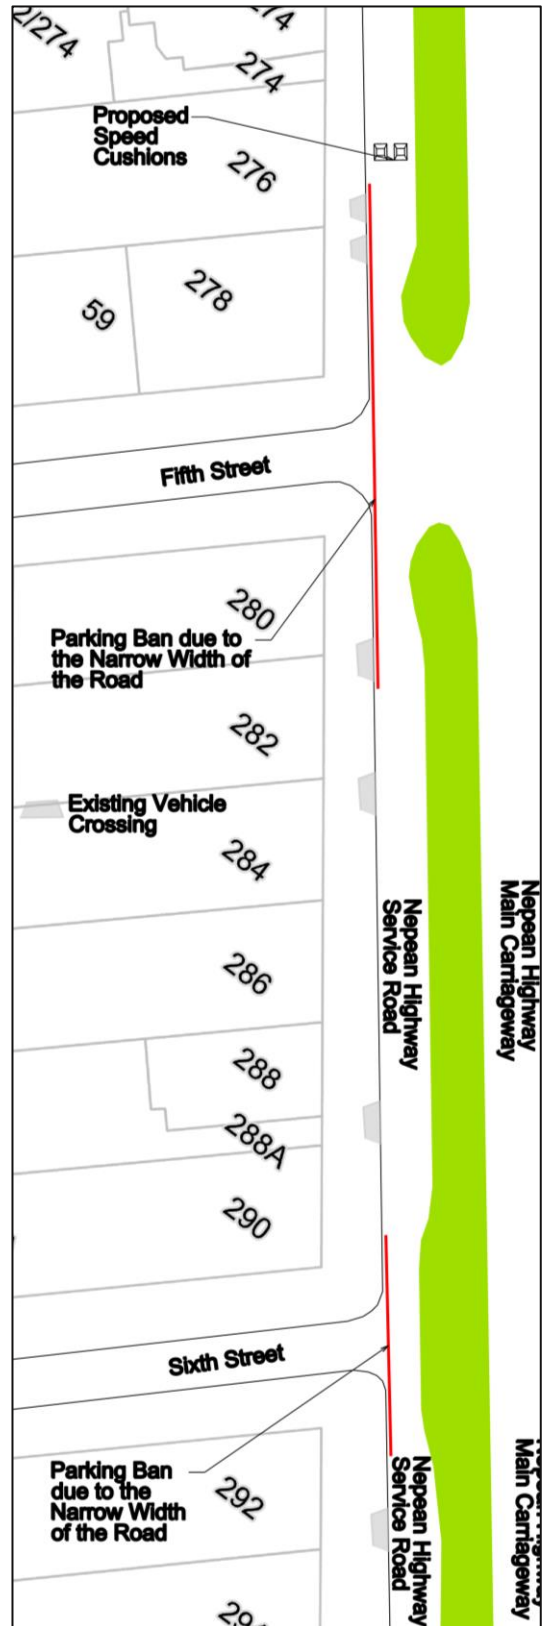 2/274
274
274
Proposed
Speed
Cushions
276
278
59
Fifth Street
280
Parking Ban due to
the Narrow Width of
the Road
282
Existing Vehicle
Crossing
284
Nepean Highway
Service Road
Nepean Highway
Main Carriageway
286
288
288A
290
Sixth Street
Parking Ban
due to the
Narrow Width
of the Road
292
Nepean Highway
Service Road
Nepean Highway
Main Carriageway